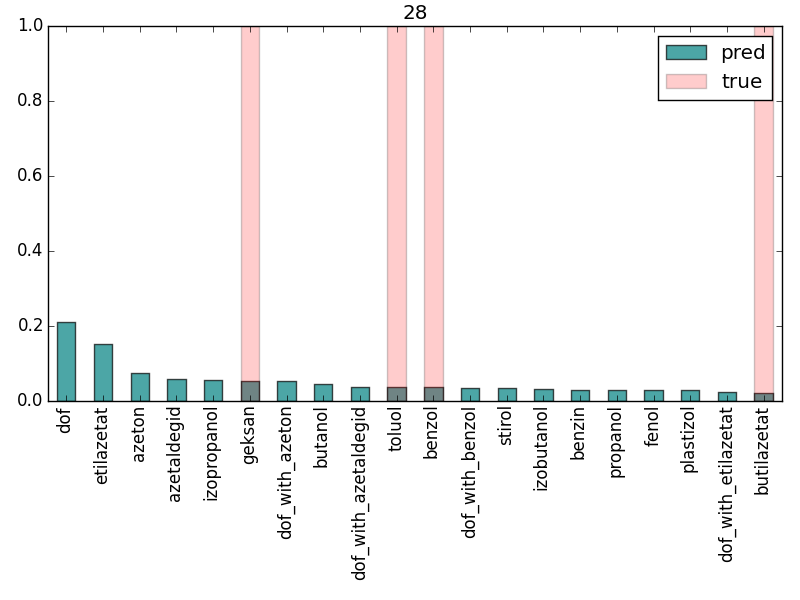 28
1.0
0.8
0.6
0.4
0.2
0.0
pred
true
dof
etilazetat
azeton
azetaldegid
izopropanol
geksan
dof_with_azeton
butanol
dof_with_azetaldegid
toluol
benzol
dof_with_benzol
stirol
izobutanol
benzin
propanol
fenol
plastizol
dof_with_etilazetat
butilazetat